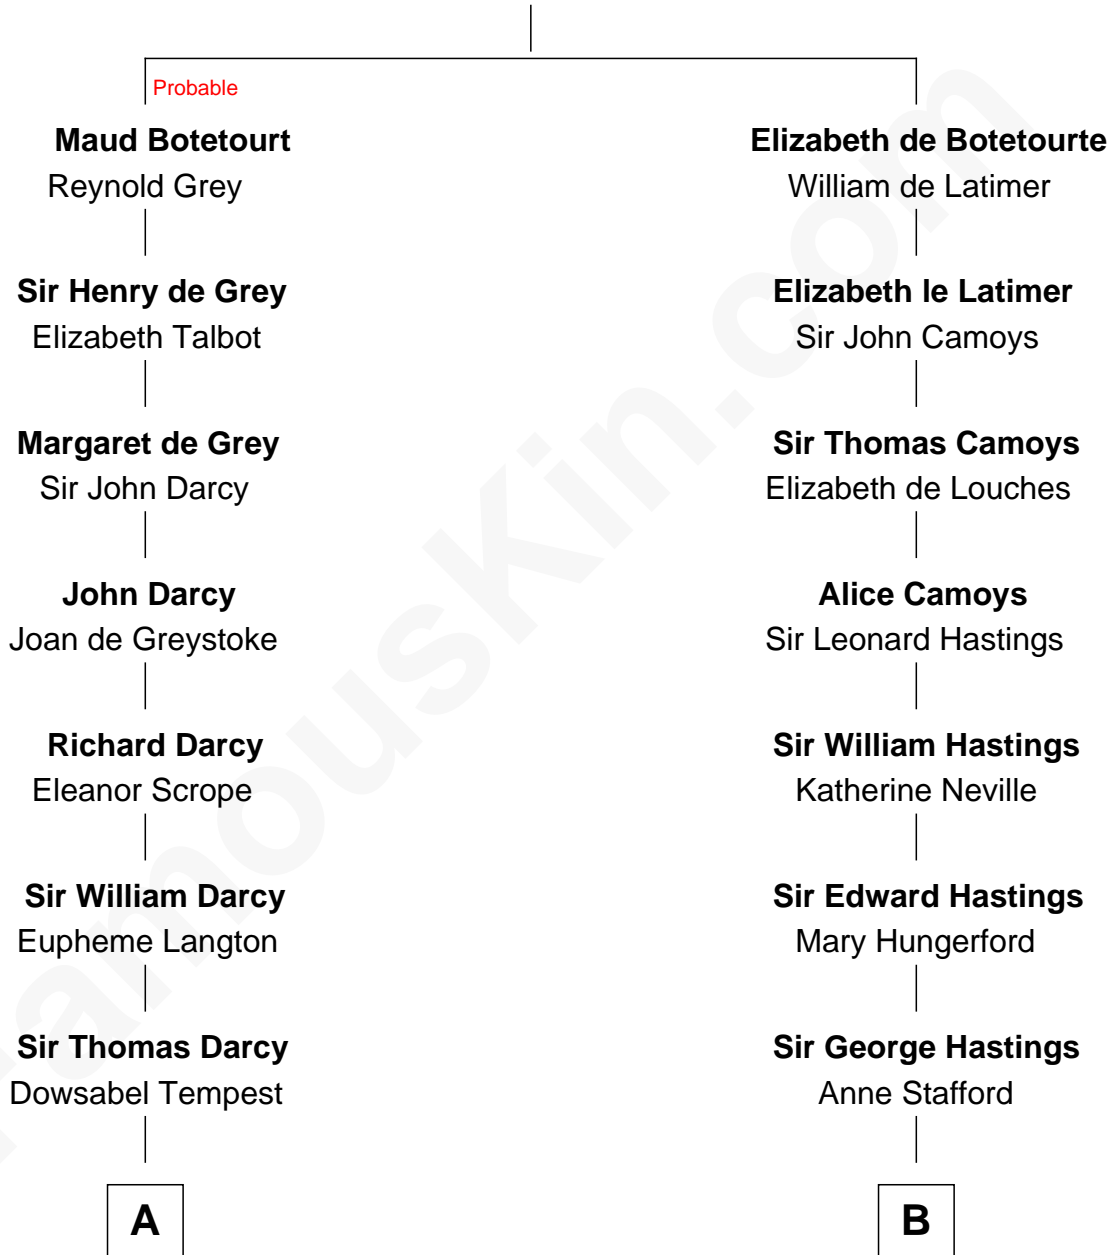 Probable
Maud Botetourt
Reynold Grey
Sir Henry de Grey
Elizabeth Talbot
Margaret de Grey
Sir John Darcy
John Darcy
Joan de Greystoke
Richard Darcy
Eleanor Scrope
Sir William Darcy
Eupheme Langton
Sir Thomas Darcy
Dowsabel Tempest
A
Elizabeth de Botetourte
William de Latimer
Elizabeth le Latimer
Sir John Camoys
Sir Thomas Camoys
Elizabeth de Louches
Alice Camoys
Sir Leonard Hastings
Sir William Hastings
Katherine Neville
Sir Edward Hastings
Mary Hungerford
Sir George Hastings
Anne Stafford
B
FamousKin.com